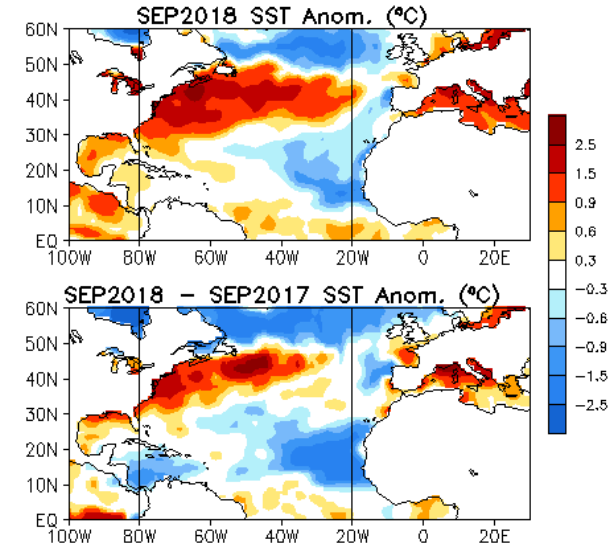 SEP2018 SST Anom. (ºC)
60N
50N
40N
30N
20N
10N
EQ
100W 80W 60W 40W 20W 0 20E
SEP2018 – SEP2017 SST Anom. (ºC)
60N
50N
40N
30N
20N
10N
EQ
100W 80W 60W 40W 20W 0 20E
2.5
1.5
0.9
0.6
0.3
−0.3
−0.6
−0.9
−1.5
−2.5